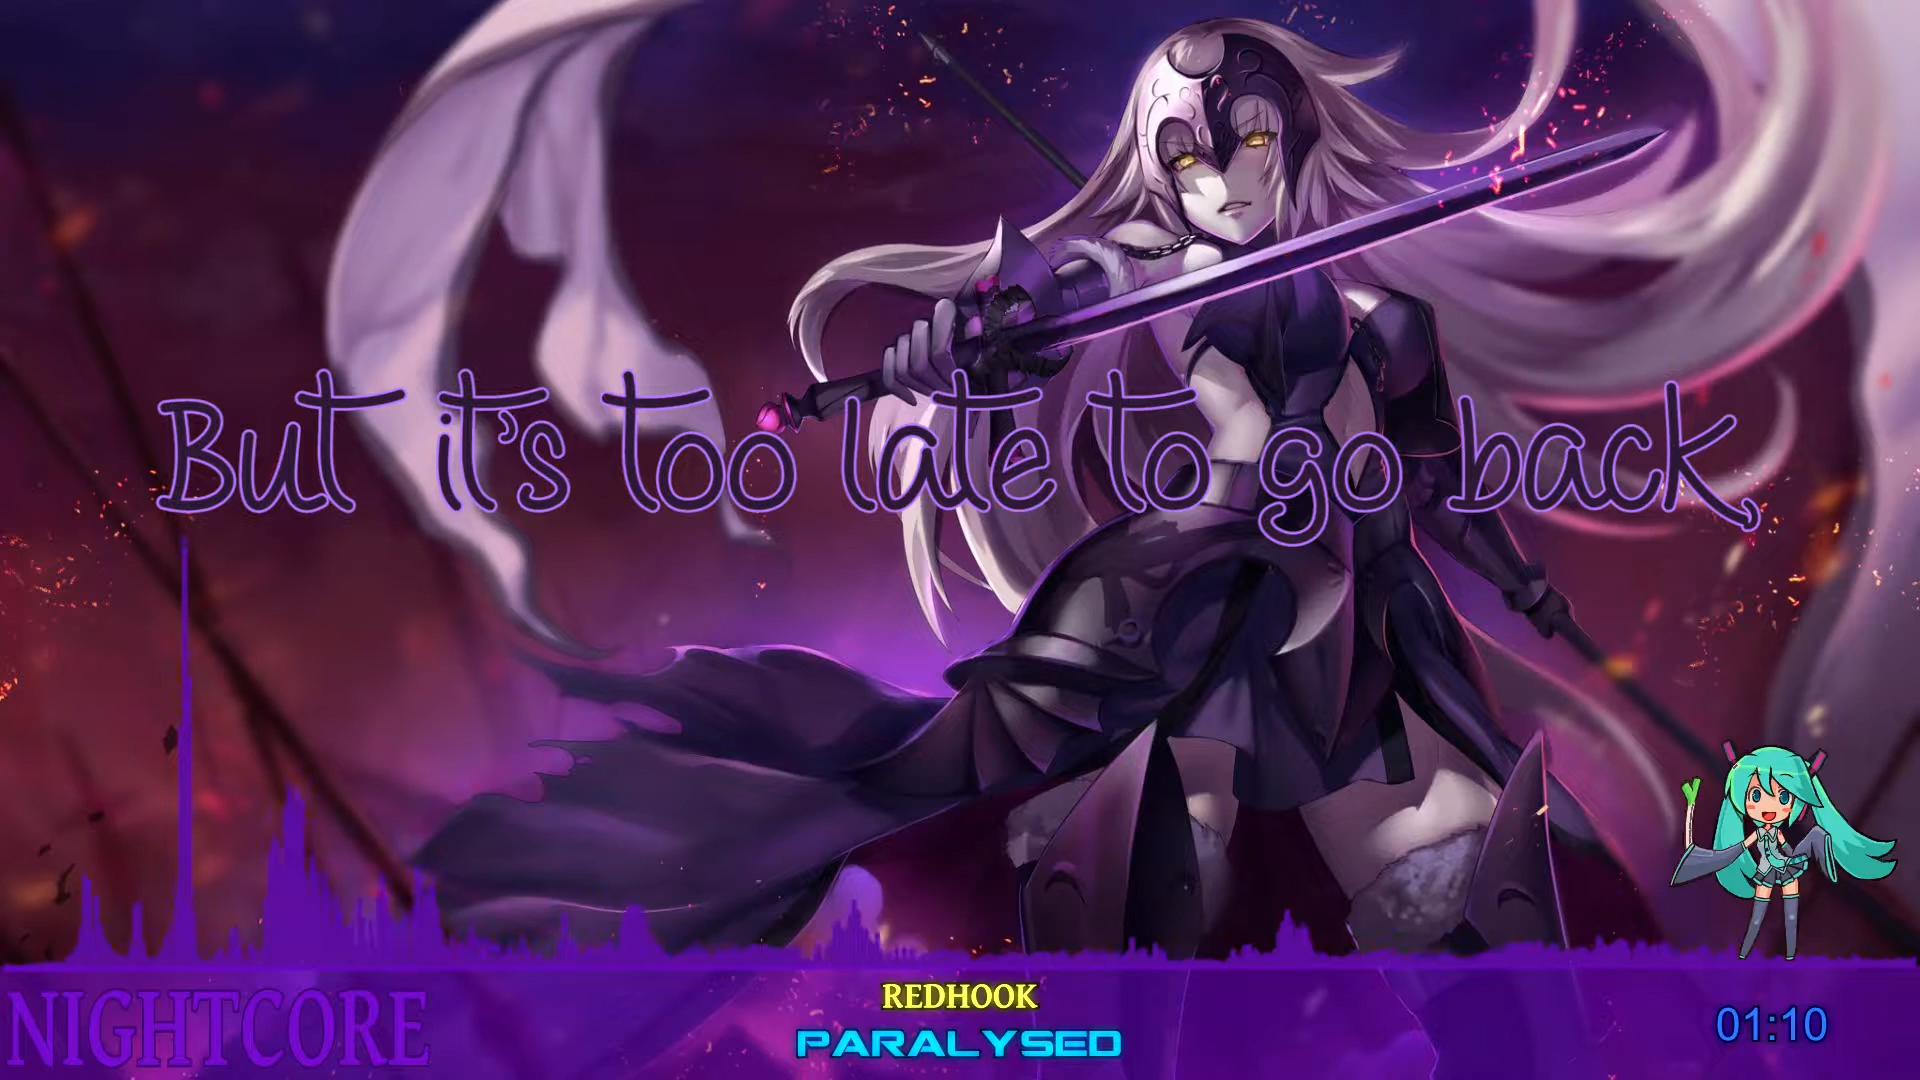 But it's too late to go back,
NIGHTCORE
REDHOOK
PARALYSED
01:10